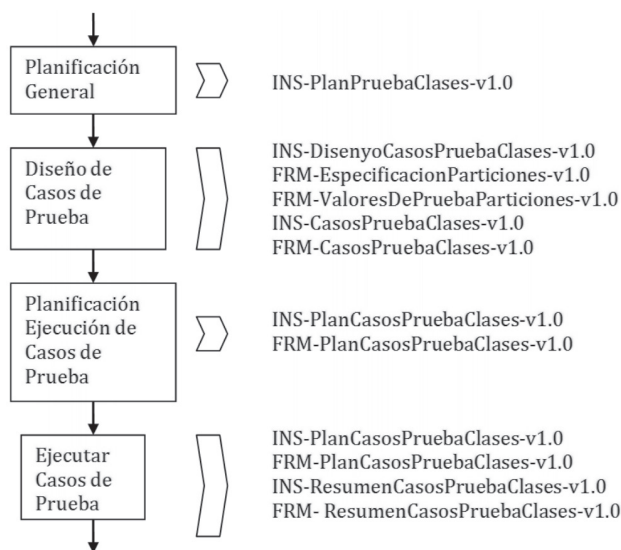 Planificación
General
INS-PlanPruebaClases-v1.0
Diseño de
Casos de
Prueba
INS-DisenyoCasosPruebaClases-v1.0
FRM-EspecificacionParticiones-v1.0
FRM-ValoresDePruebaParticiones-v1.0
INS-CasosPruebaClases-v1.0
FRM-CasosPruebaClases-v1.0
Planificación
Ejecución de
Casos de
Prueba
INS-PlanCasosPruebaClases-v1.0
FRM-PlanCasosPruebaClases-v1.0
Ejecutar
Casos de
Prueba
INS-PlanCasosPruebaClases-v1.0
FRM-PlanCasosPruebaClases-v1.0
INS-ResumenCasosPruebaClases-v1.0
FRM- ResumenCasosPruebaClases-v1.0